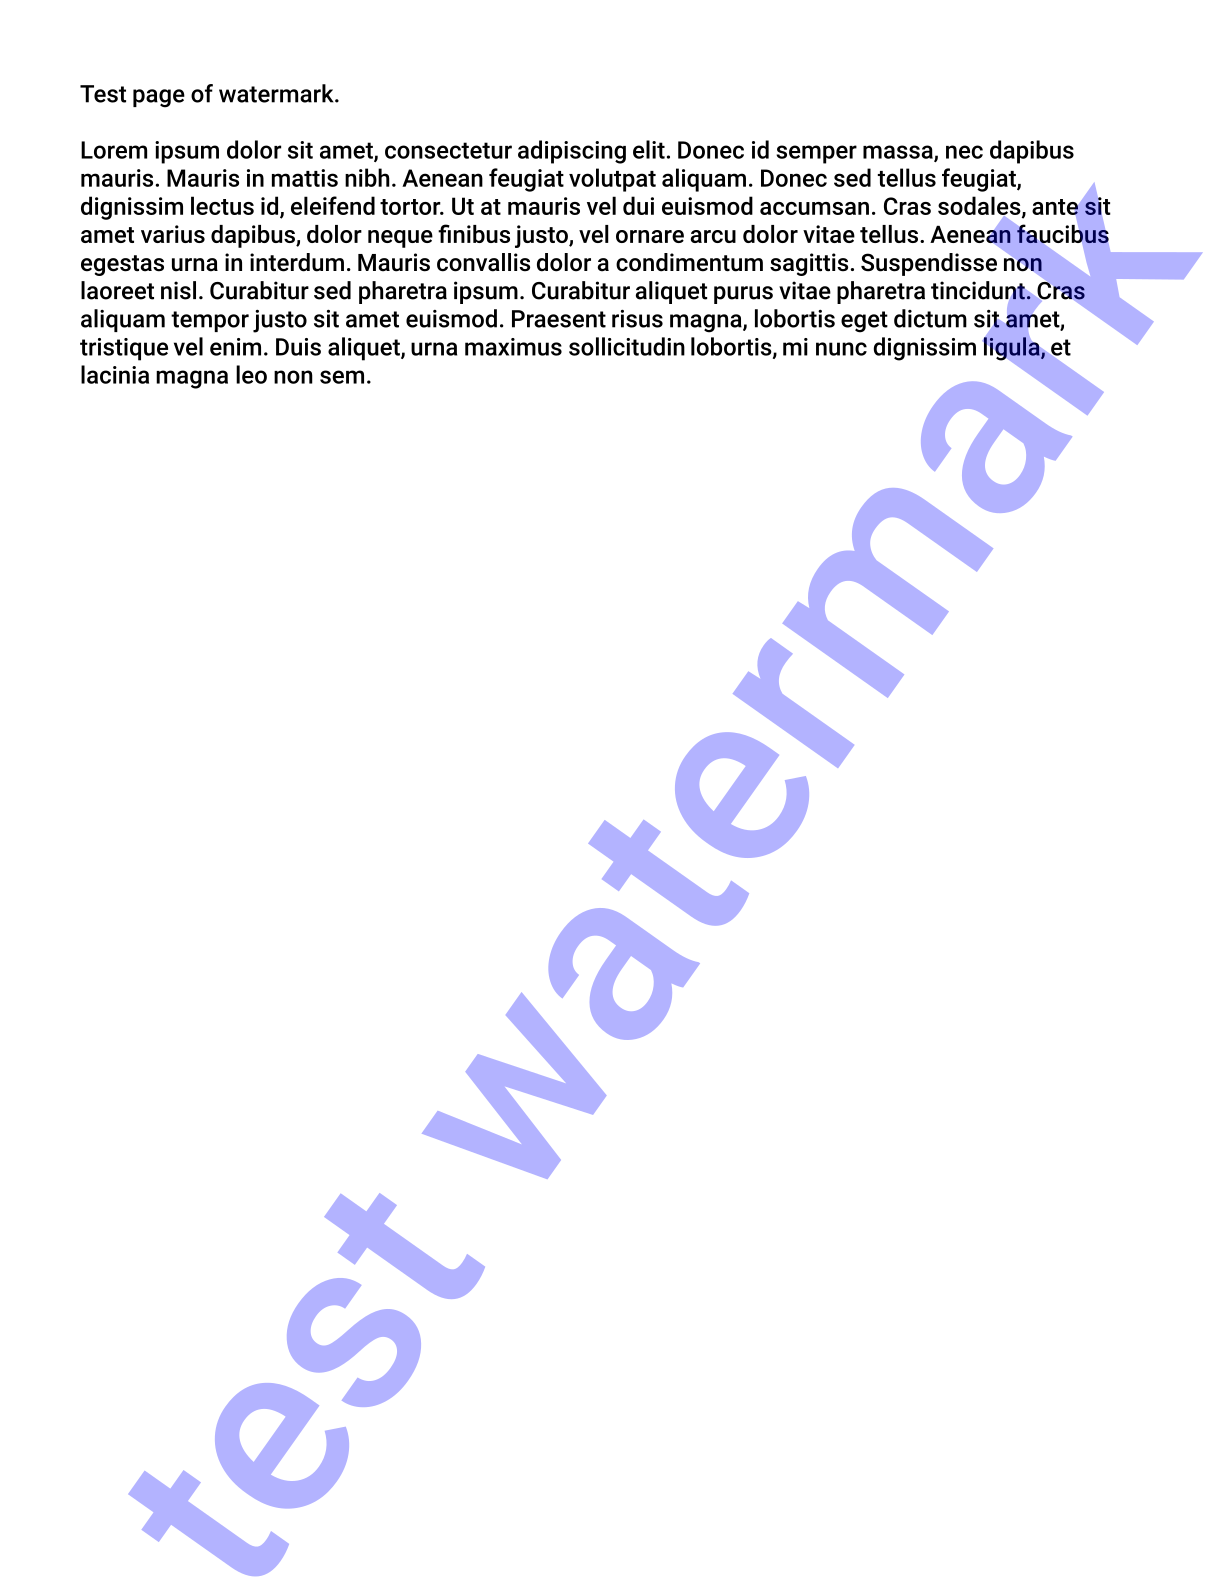 Test page of watermark.
Lorem ipsum dolor sit amet, consectetur adipiscing elit. Donec id semper massa, nec dapibus
mauris. Mauris in mattis nibh. Aenean feugiat volutpat aliquam. Donec sed tellus feugiat,
dignissim lectus id, eleifend tortor. Ut at mauris vel dui euismod accumsan. Cras sodales, ante sit
amet varius dapibus, dolor neque finibus justo, vel ornare arcu dolor vitae tellus. Aenean faucibus
egestas urna in interdum. Mauris convallis dolor a condimentum sagittis. Suspendisse non
laoreet nisl. Curabitur sed pharetra ipsum. Curabitur aliquet purus vitae pharetra tincidunt. Cras
aliquam tempor justo sit amet euismod. Praesent risus magna, lobortis eget dictum sit amet,
tristique vel enim. Duis aliquet, urna maximus sollicitudin lobortis, mi nunc dignissim ligula, et
lacinia magna leo non sem.
test watermark